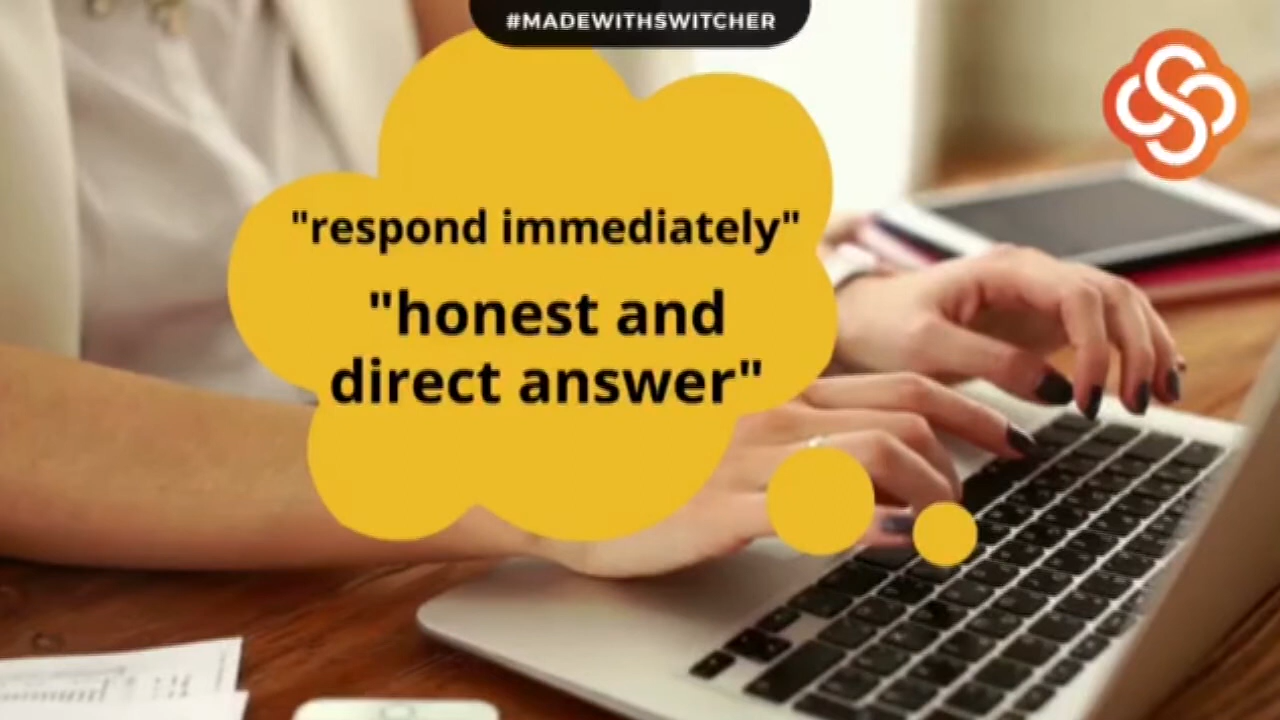 #MADEWITHSWITCHER
"respond immediately"
"honest and
direct answer"